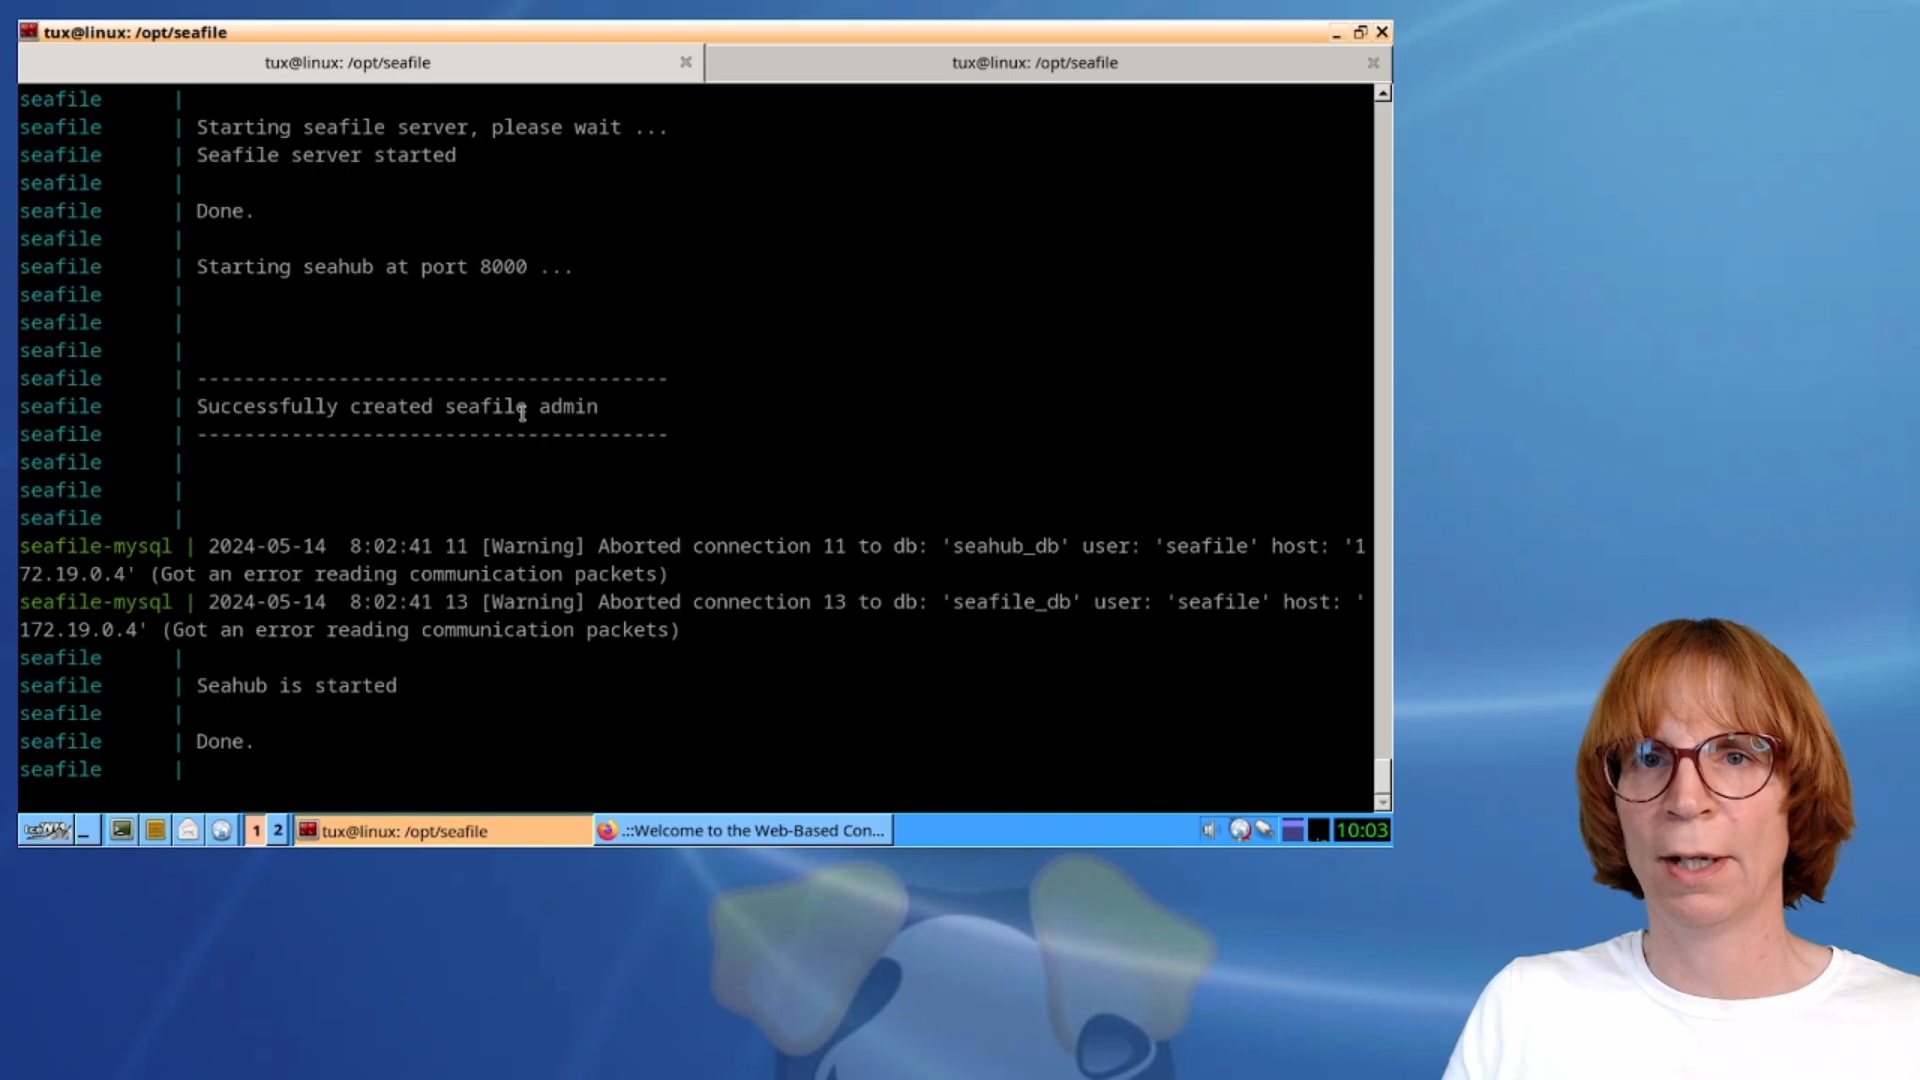 tux@linux: /opt/seafile
tux@linux: /opt/seafile
tux@linux: /opt/seafile
seafile |
seafile | Starting seafile server, please wait ...
seafile | Seafile server started
seafile |
seafile | Done.
seafile |
seafile | Starting seahub at port 8000 ...
seafile |
seafile |
seafile |
seafile | ----------------------------------------
seafile | Successfully created seafile admin
seafile | ----------------------------------------
seafile |
seafile |
seafile |
seafile-mysql | 2024-05-14  8:02:41 11 [Warning] Aborted connection 11 to db: 'seahub_db' user: 'seafile' host: '1
72.19.0.4' (Got an error reading communication packets)
seafile-mysql | 2024-05-14  8:02:41 13 [Warning] Aborted connection 13 to db: 'seafile_db' user: 'seafile' host: '
172.19.0.4' (Got an error reading communication packets)
seafile |
seafile | Seahub is started
seafile |
seafile | Done.
seafile |
IceWM 1 2 tux@linux: /opt/seafile .::Welcome to the Web-Based Con... 10:03